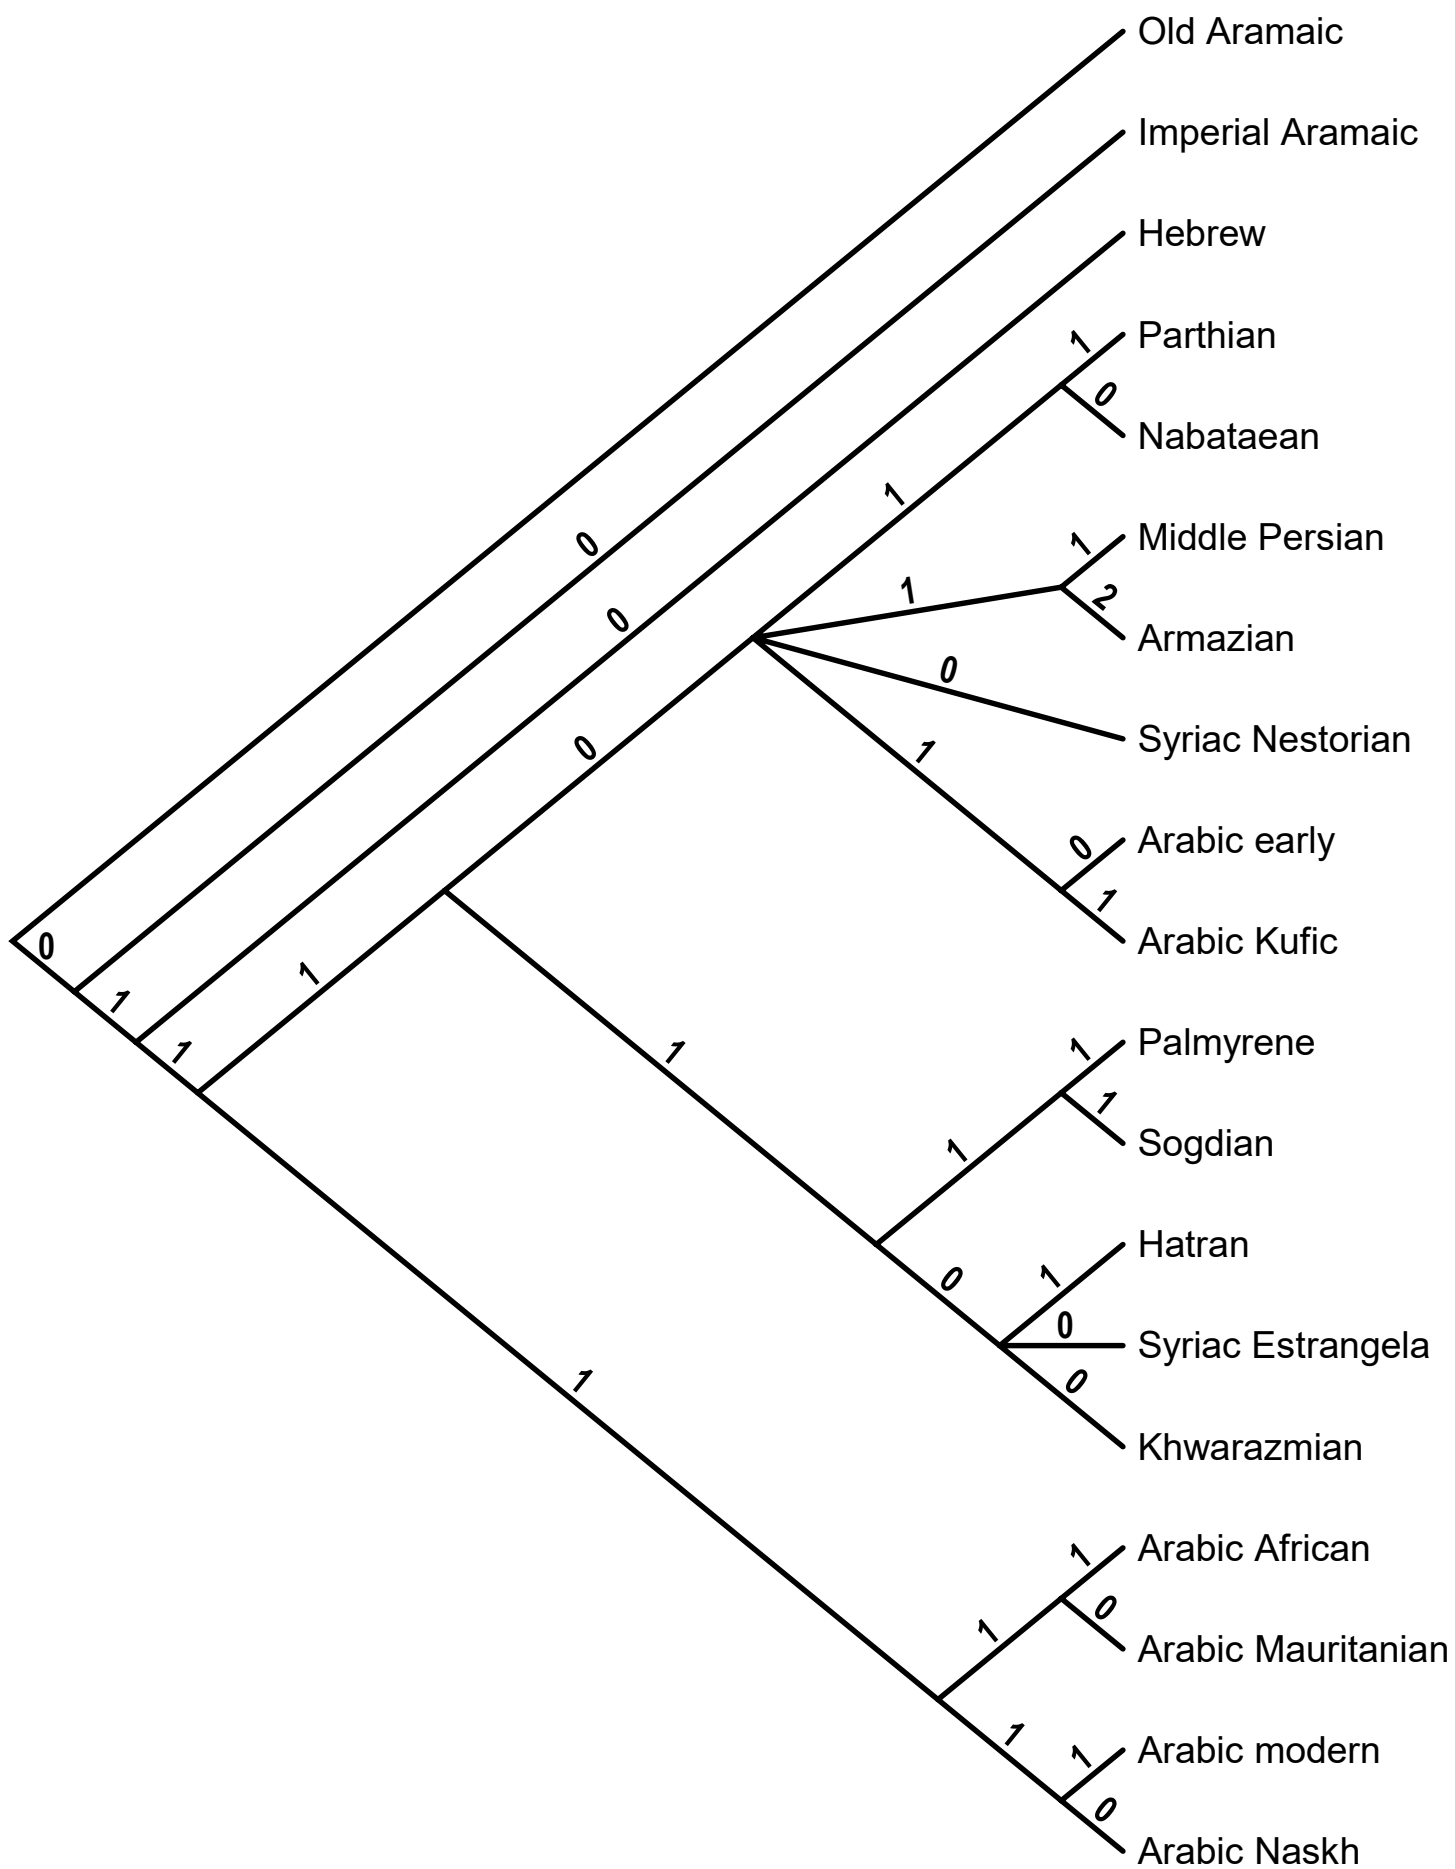 Old Aramaic
Imperial Aramaic
Hebrew
1 Parthian
0
Nabataean
1
0
1 Middle Persian
1
2
0
Armazian
0
0
Syriac Nestorian
1
0 Arabic early
1
0
Arabic Kufic
1
1
1
1
1 Palmyrene
1
1
Sogdian
Hatran
1
0
0
Syriac Estrangela
0
1
Khwarazmian
1 Arabic African
0
1
Arabic Mauritanian
1
1 Arabic modern
0
Arabic Naskh